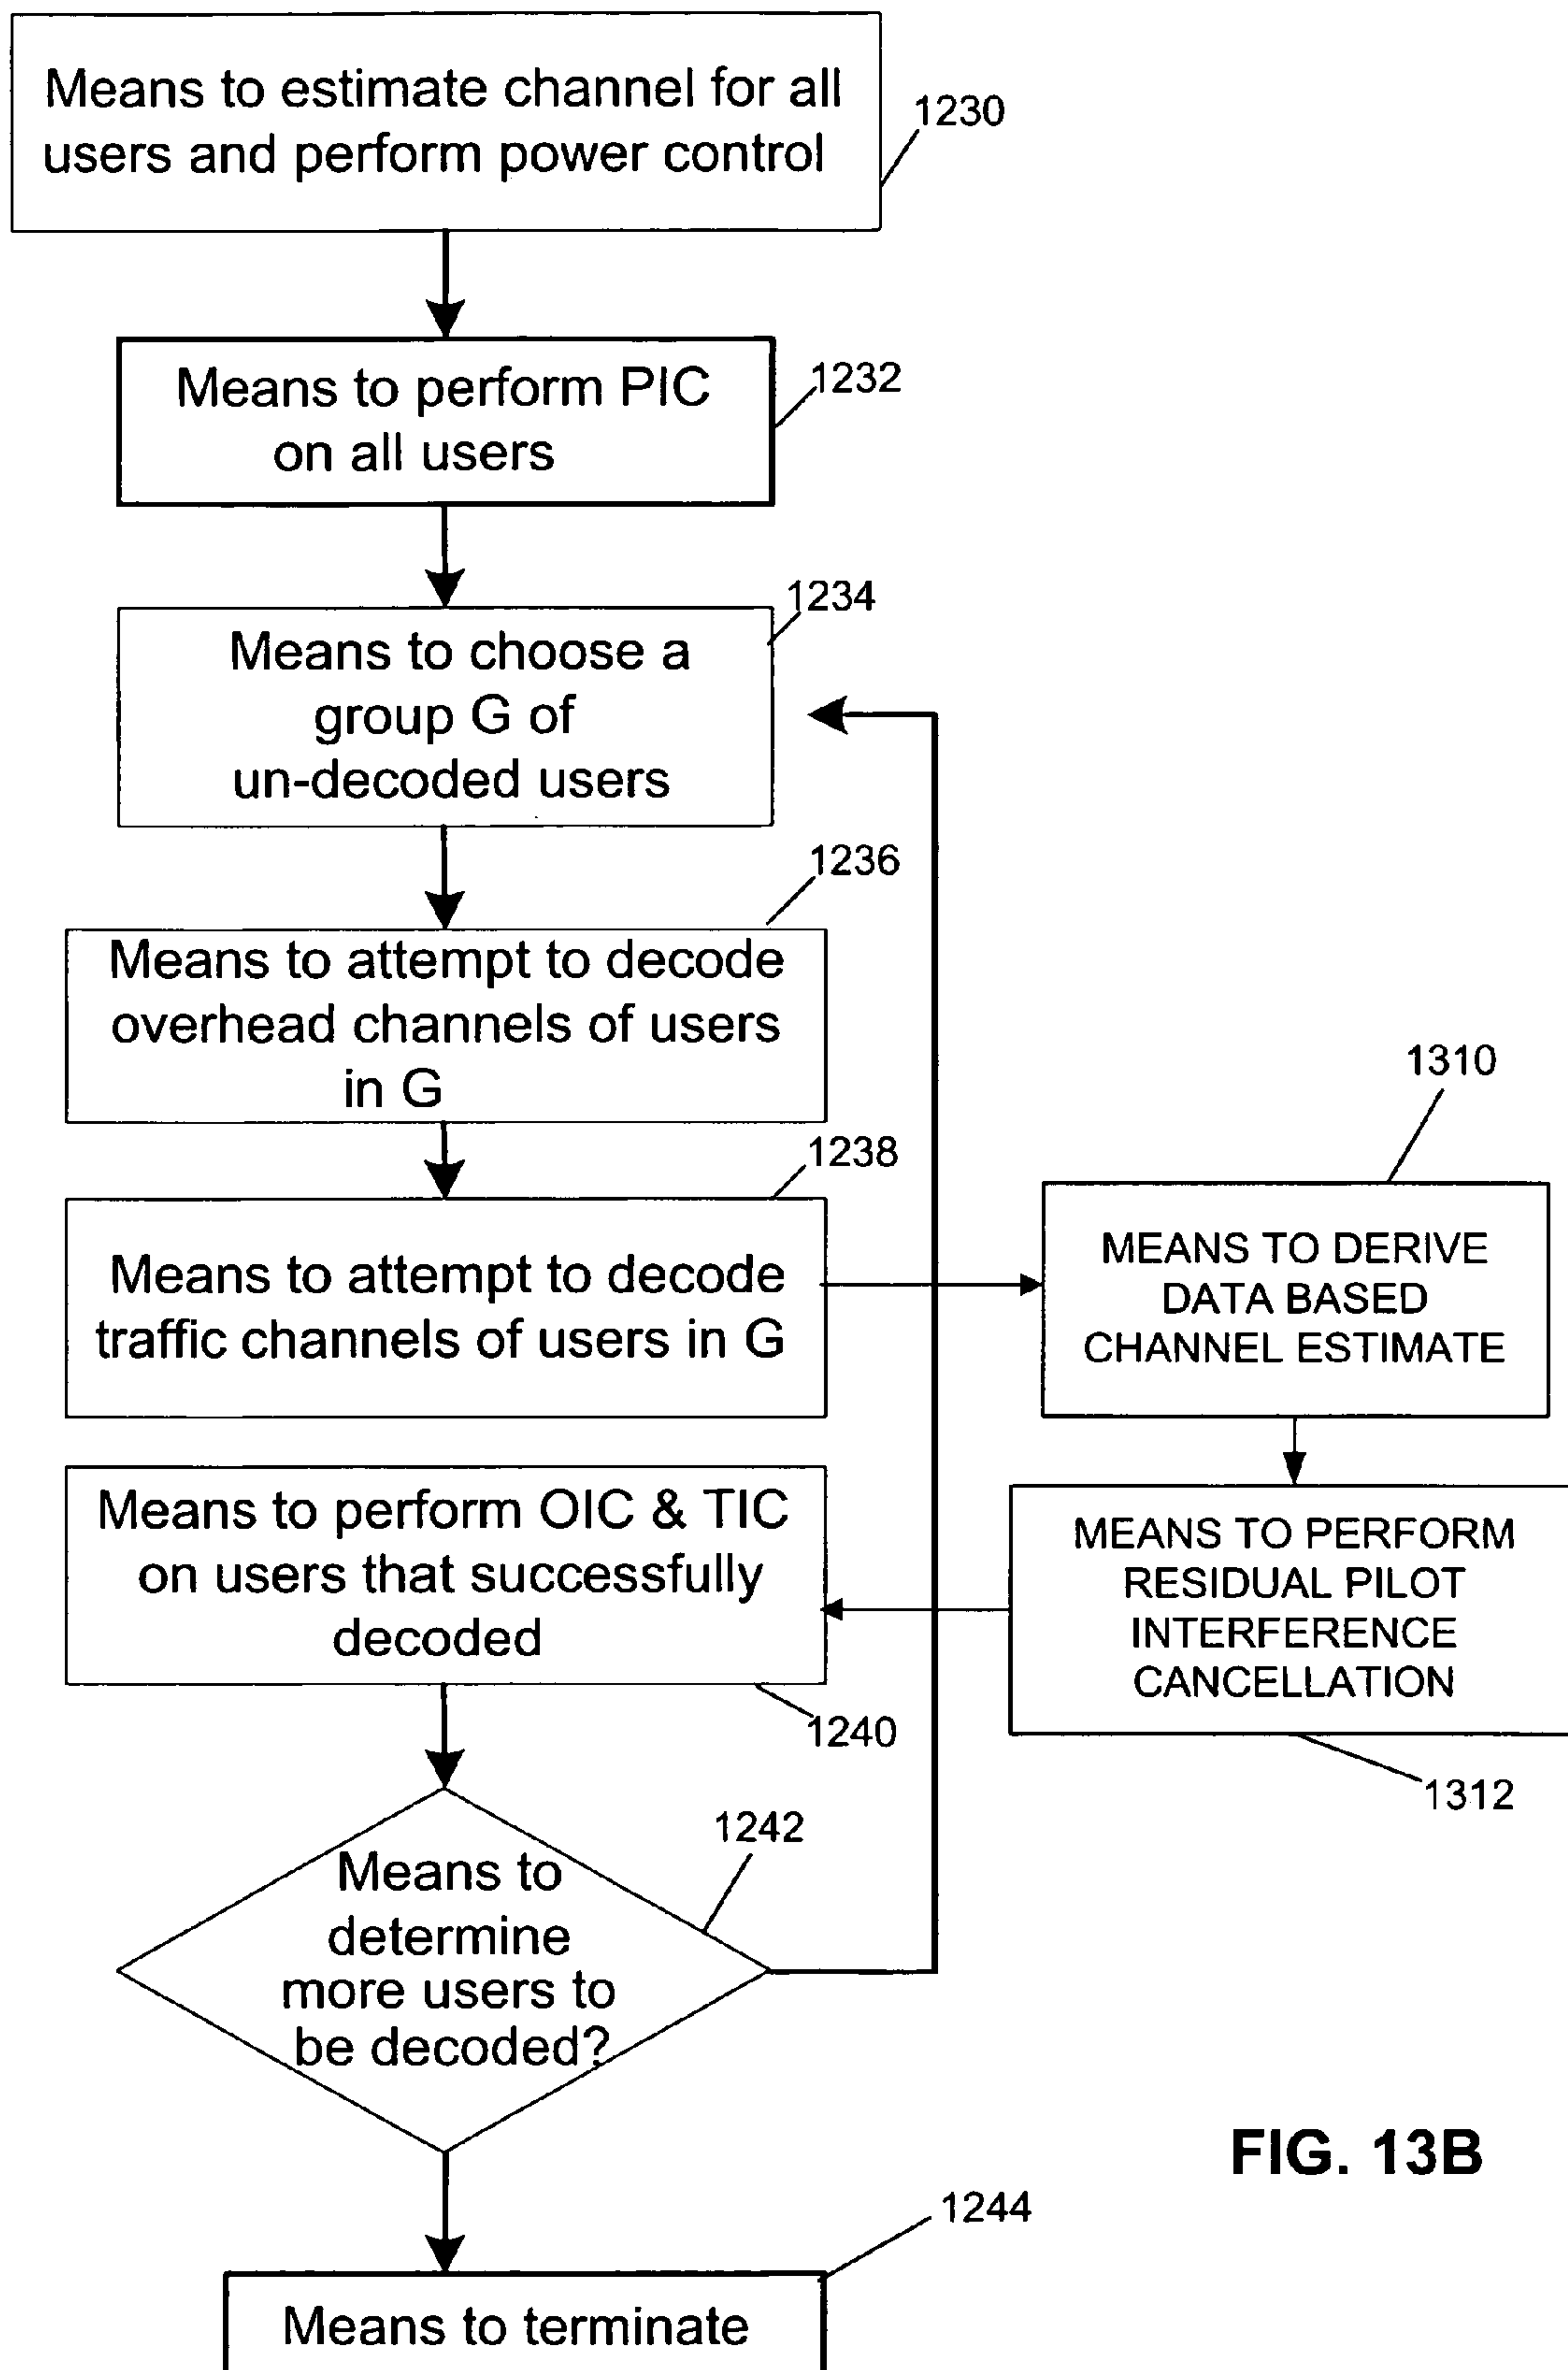 Means to estimate channel for all
users and perform power control
1230
Means to perform PIC
on all users
1232
1234
Means to choose a
group G of
un-decoded users
1236
Means to attempt to decode
overhead channels of users
in G
1238
Means to attempt to decode
traffic channels of users in G
1310
MEANS TO DERIVE
DATA BASED
CHANNEL ESTIMATE
MEANS TO PERFORM
RESIDUAL PILOT
INTERFERENCE
CANCELLATION
1312
Means to perform OIC & TIC
on users that successfully
decoded
1240
1242
Means to
determine
more users to
be decoded?
FIG. 13B
1244
Means to terminate